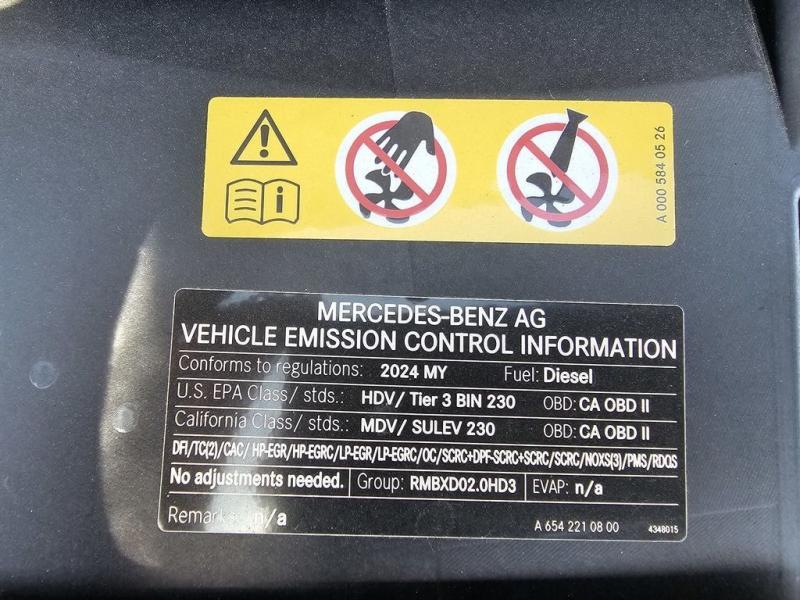 A 000 584 05 26
MERCEDES-BENZ AG
VEHICLE EMISSION CONTROL INFORMATION
Conforms to regulations: 2024 MY Fuel: Diesel
U.S. EPA Class/ stds.: HDV/ Tier 3 BIN 230 OBD: CA OBD II
California Class/ stds.: MDV/ SULEV 230 OBD: CA OBD II
DFI/TC(2)/CAC/ HP-EGR/HP-EGRC/LP-EGR/LP-EGRC/OC/SCRC+DPF-SCRC+SCRC/SCRC/NOXS(3)/PMS/RDQS
No adjustments needed. Group: RMBXD02.0HD3 EVAP: n/a
Remarks: n/a A 654 221 08 00 4348015